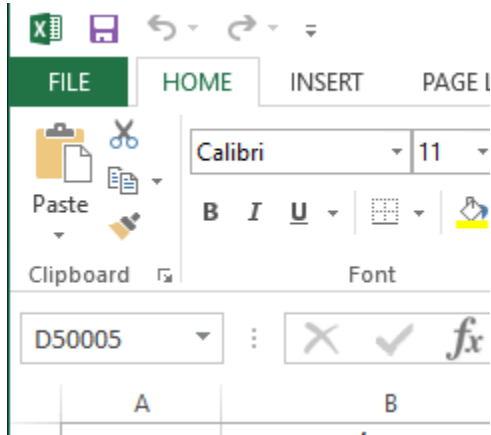 FILE HOME INSERT PAGE L
Calibri 11
Paste B I U
Clipboard Font
D50005 fx
A B